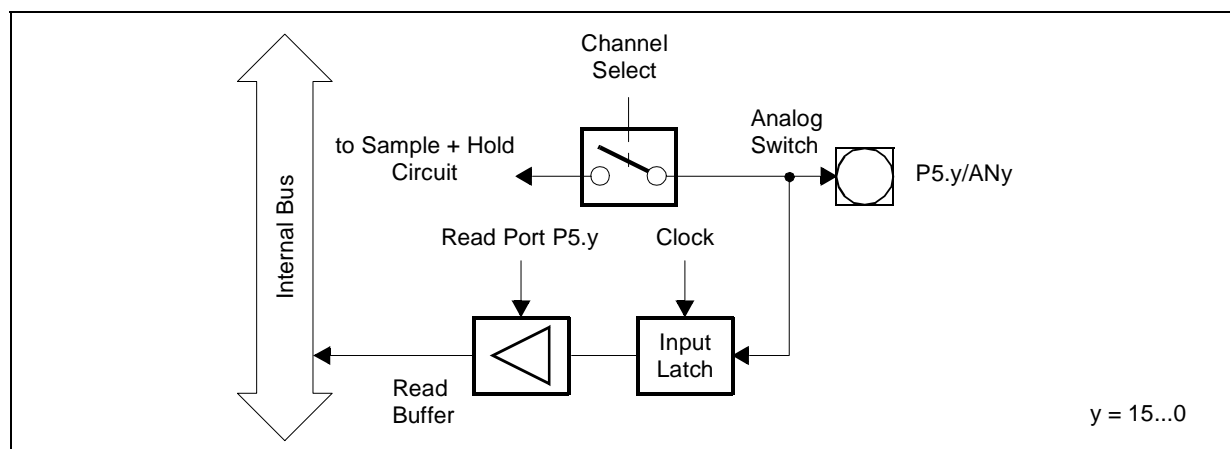 Channel
Select
to Sample + Hold
Circuit
Analog
Switch
P5.y/ANy
Internal Bus
Read Port P5.y
Clock
Input
Latch
Read
Buffer
y = 15...0